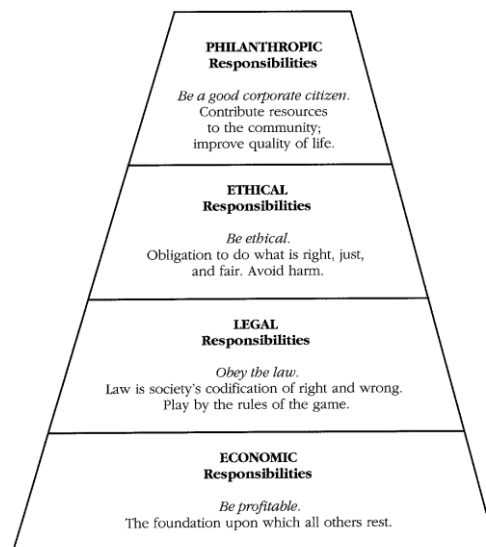 PHILANTHROPIC
Responsibilities
Be a good corporate citizen.
Contribute resources
to the community;
improve quality of life.
ETHICAL
Responsibilities
Be ethical.
Obligation to do what is right, just,
and fair. Avoid harm.
LEGAL
Responsibilities
Obey the law.
Law is society's codification of right and wrong.
Play by the rules of the game.
ECONOMIC
Responsibilities
Be profitable.
The foundation upon which all others rest.